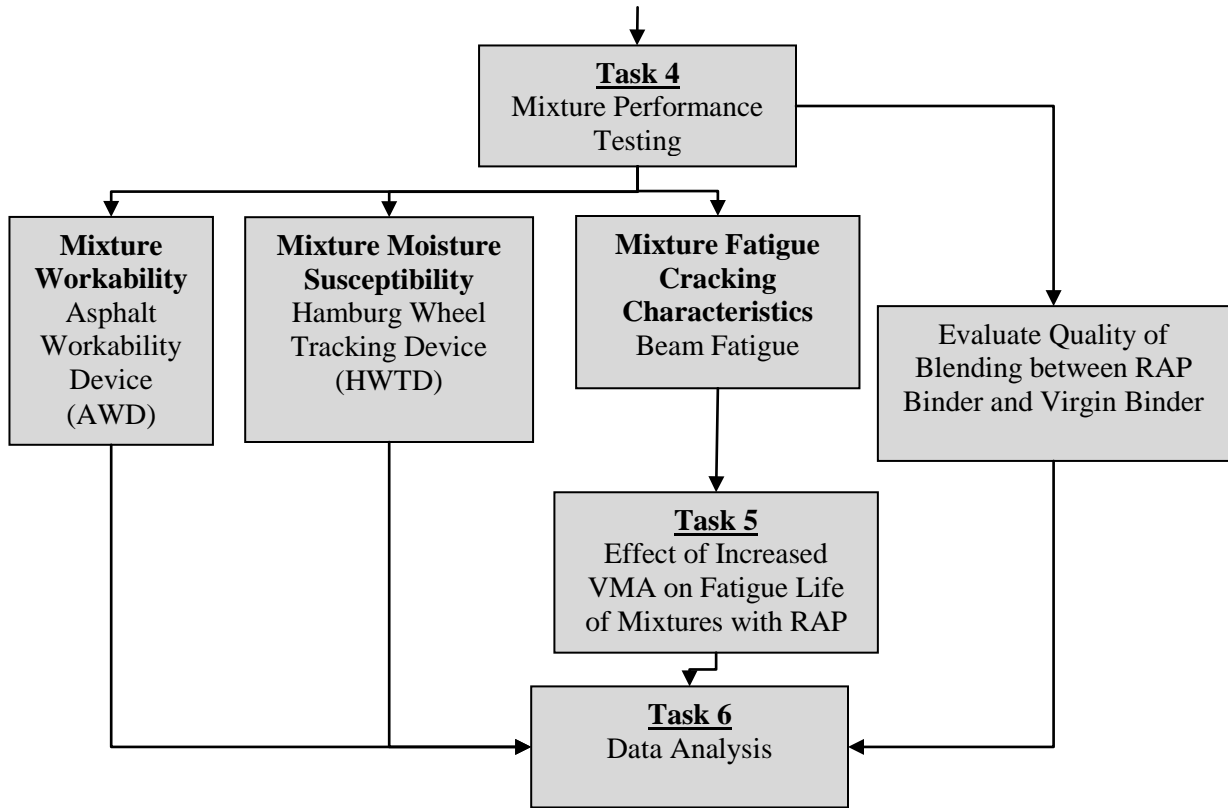 Task 4
Mixture Performance
Testing
Mixture
Workability
Asphalt
Workability
Device
(AWD)
Mixture Moisture
Susceptibility
Hamburg Wheel
Tracking Device
(HWTD)
Mixture Fatigue
Cracking
Characteristics
Beam Fatigue
Evaluate Quality of
Blending between RAP
Binder and Virgin Binder
Task 5
Effect of Increased
VMA on Fatigue Life
of Mixtures with RAP
Task 6
Data Analysis